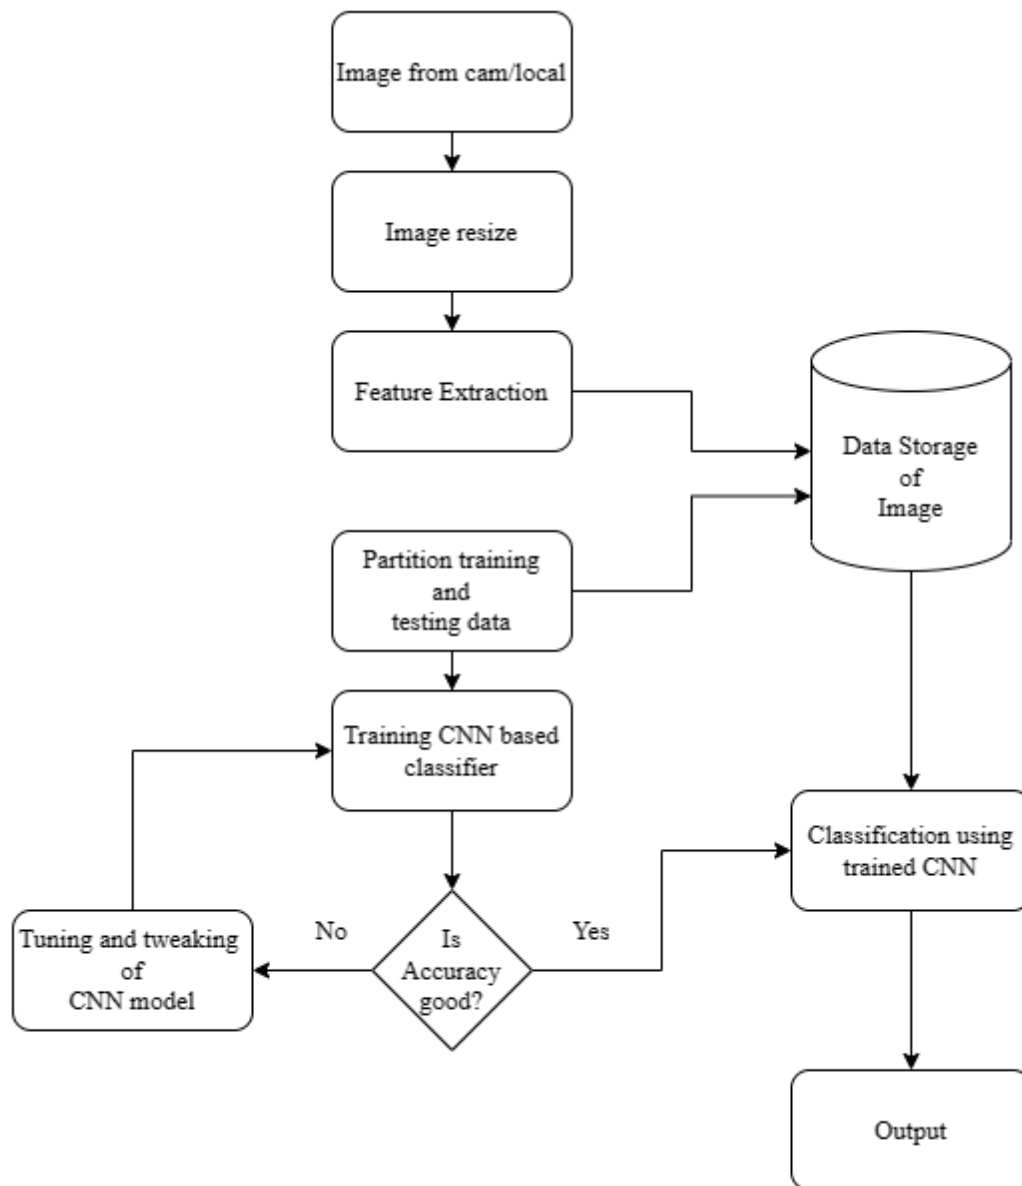 Image from cam/local
Image resize
Feature Extraction
Data Storage
of
Image
Partition training
and
testing data
Training CNN based
classifier
Classification using
trained CNN
No
Yes
Is
Accuracy
good?
Tuning and tweaking
of
CNN model
Output